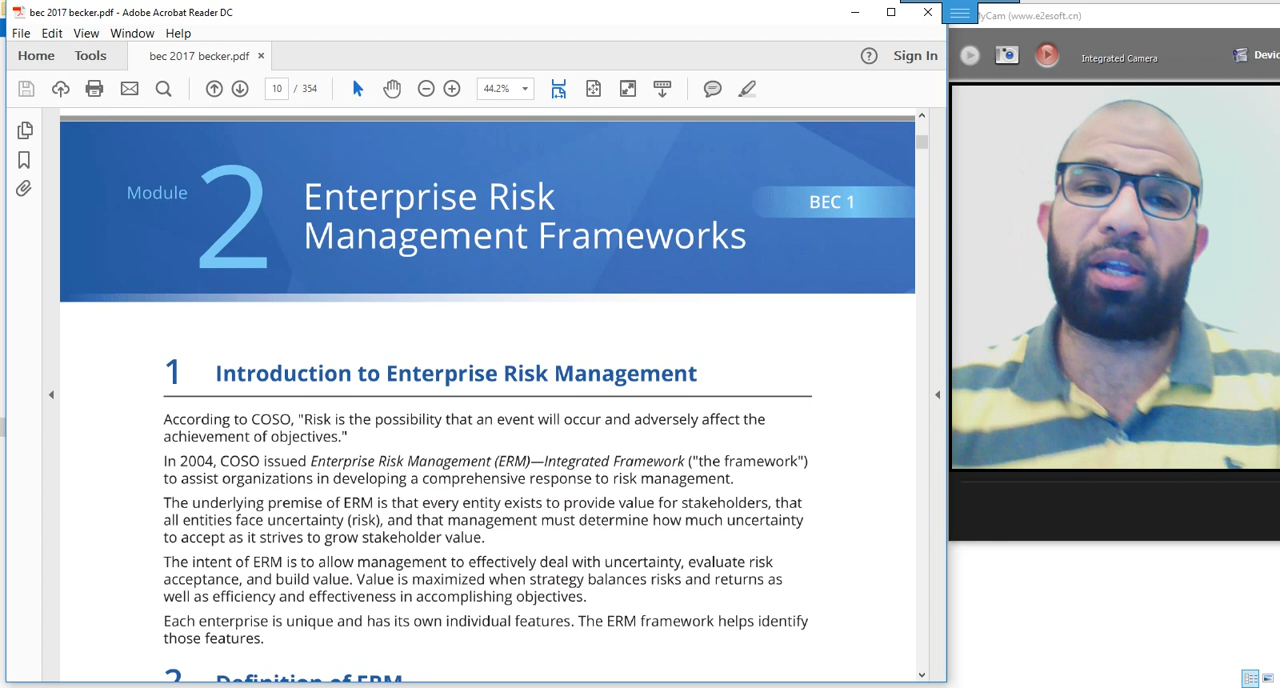 bec 2017 becker.pdf - Adobe Acrobat Reader DC
File Edit View Window Help
Home Tools bec 2017 becker.pdf × Sign In
10 / 354 44.2%
Module 2
Enterprise Risk
Management Frameworks
BEC 1
1 Introduction to Enterprise Risk Management
According to COSO, "Risk is the possibility that an event will occur and adversely affect the
achievement of objectives."
In 2004, COSO issued Enterprise Risk Management (ERM)—Integrated Framework ("the framework")
to assist organizations in developing a comprehensive response to risk management.
The underlying premise of ERM is that every entity exists to provide value for stakeholders, that
all entities face uncertainty (risk), and that management must determine how much uncertainty
to accept as it strives to grow stakeholder value.
The intent of ERM is to allow management to effectively deal with uncertainty, evaluate risk
acceptance, and build value. Value is maximized when strategy balances risks and returns as
well as efficiency and effectiveness in accomplishing objectives.
Each enterprise is unique and has its own individual features. The ERM framework helps identify
those features.
2 Definition of ERM
yCam (www.e2esoft.cn)
Integrated Camera
Devic